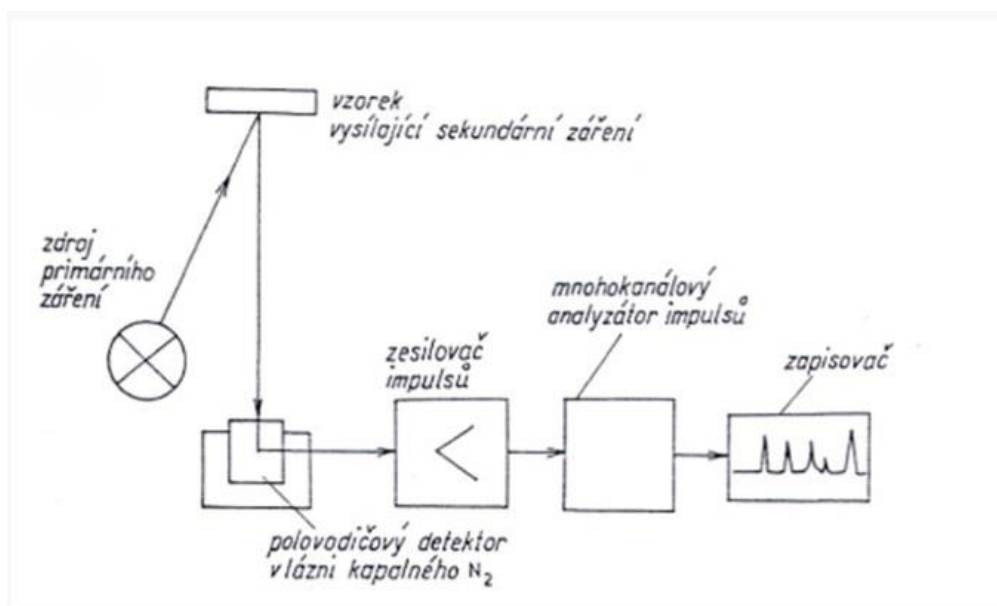 vzorek
vysílající sekundární záření
zdroj
primárního
záření
mnohokanálový
analyzátor impulsů
zesilovač
impulsů
zapisovač
polovodičový detektor
v lázni kapalného N₂